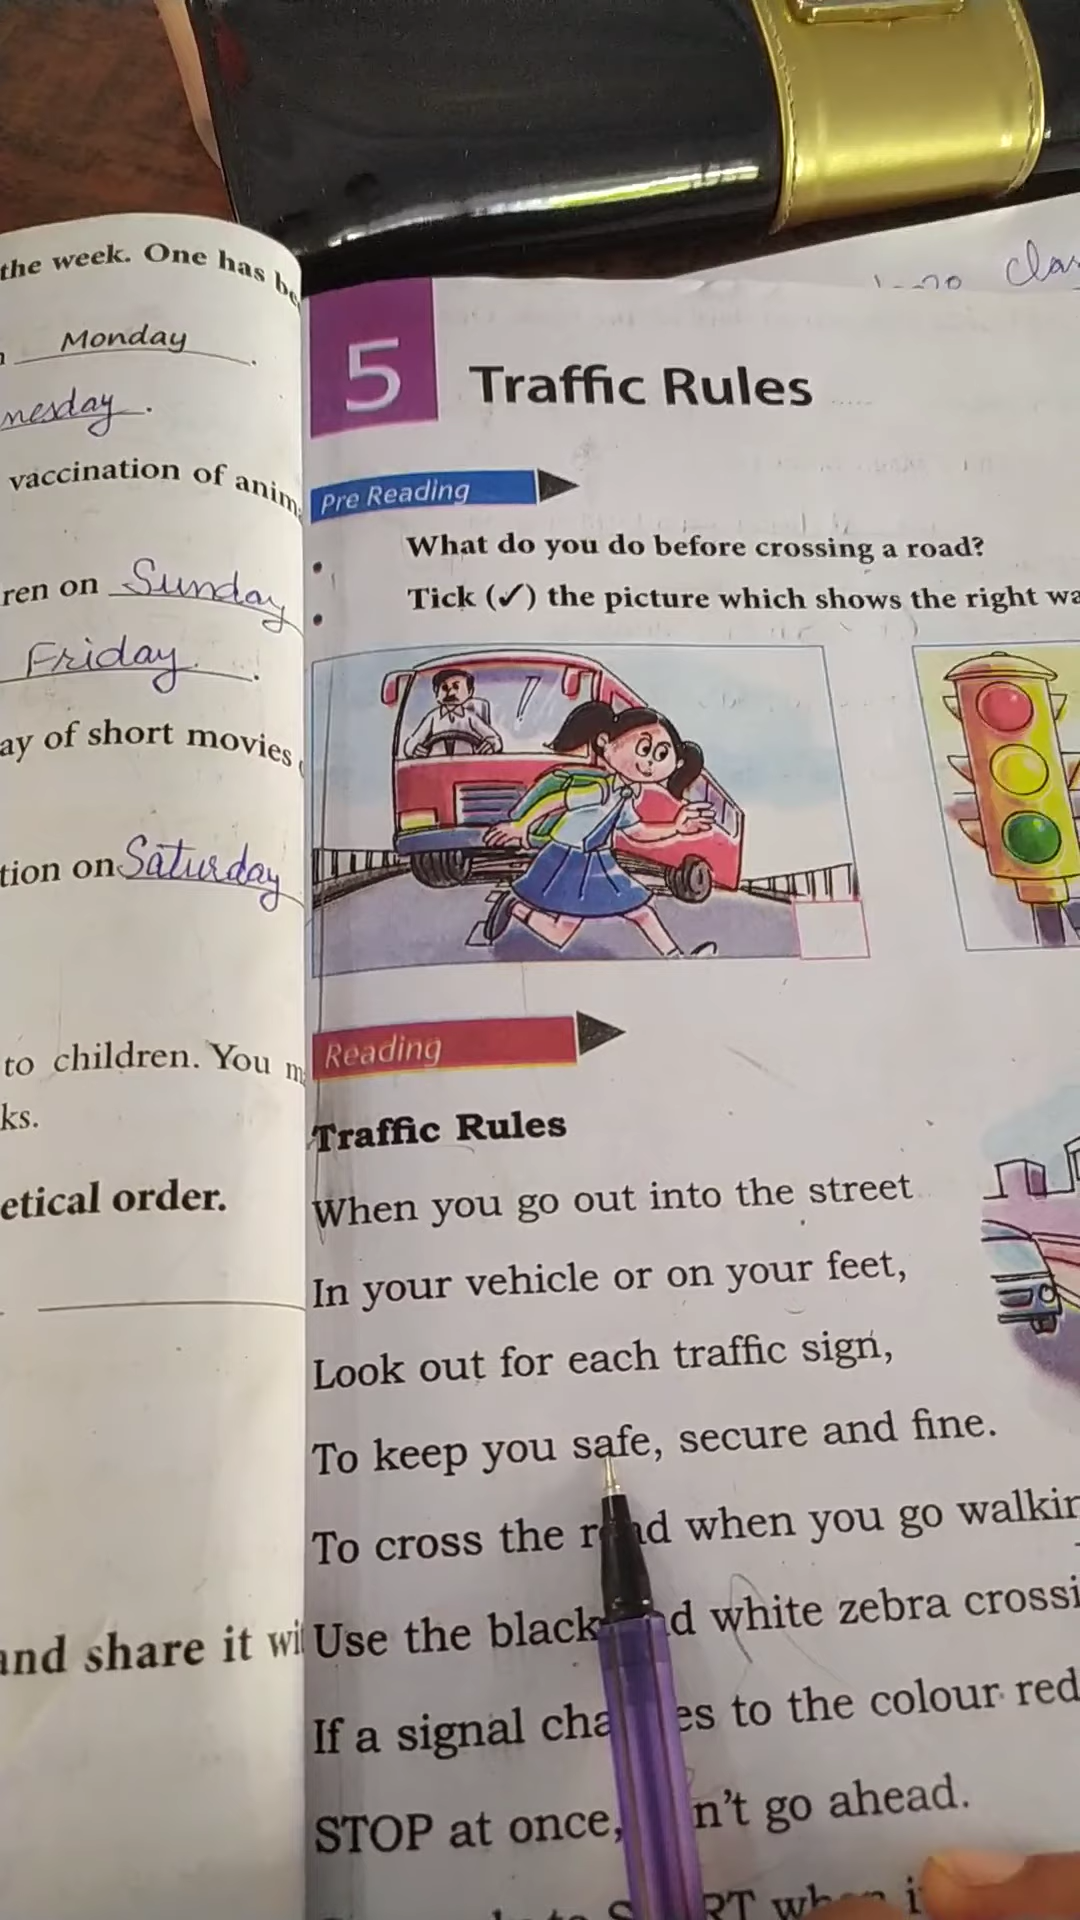 the week. One has
Monday
vaccination of
ren on Sunday
Friday.
ay of short movies
tion on Saturday
to children. You
ks.
etical order.
and share it
clas
5 Traffic Rules
Pre Reading
What do you do before crossing a road?
Tick (✓) the picture which shows the right
Reading
Traffic Rules
When you go out into the street
In your vehicle or on your feet,
Look out for each traffic sign,
To keep you safe, secure and fine.
To cross the road when you go
Use the black and white zebra
If a signal to the colour red
STOP at once, go ahead.